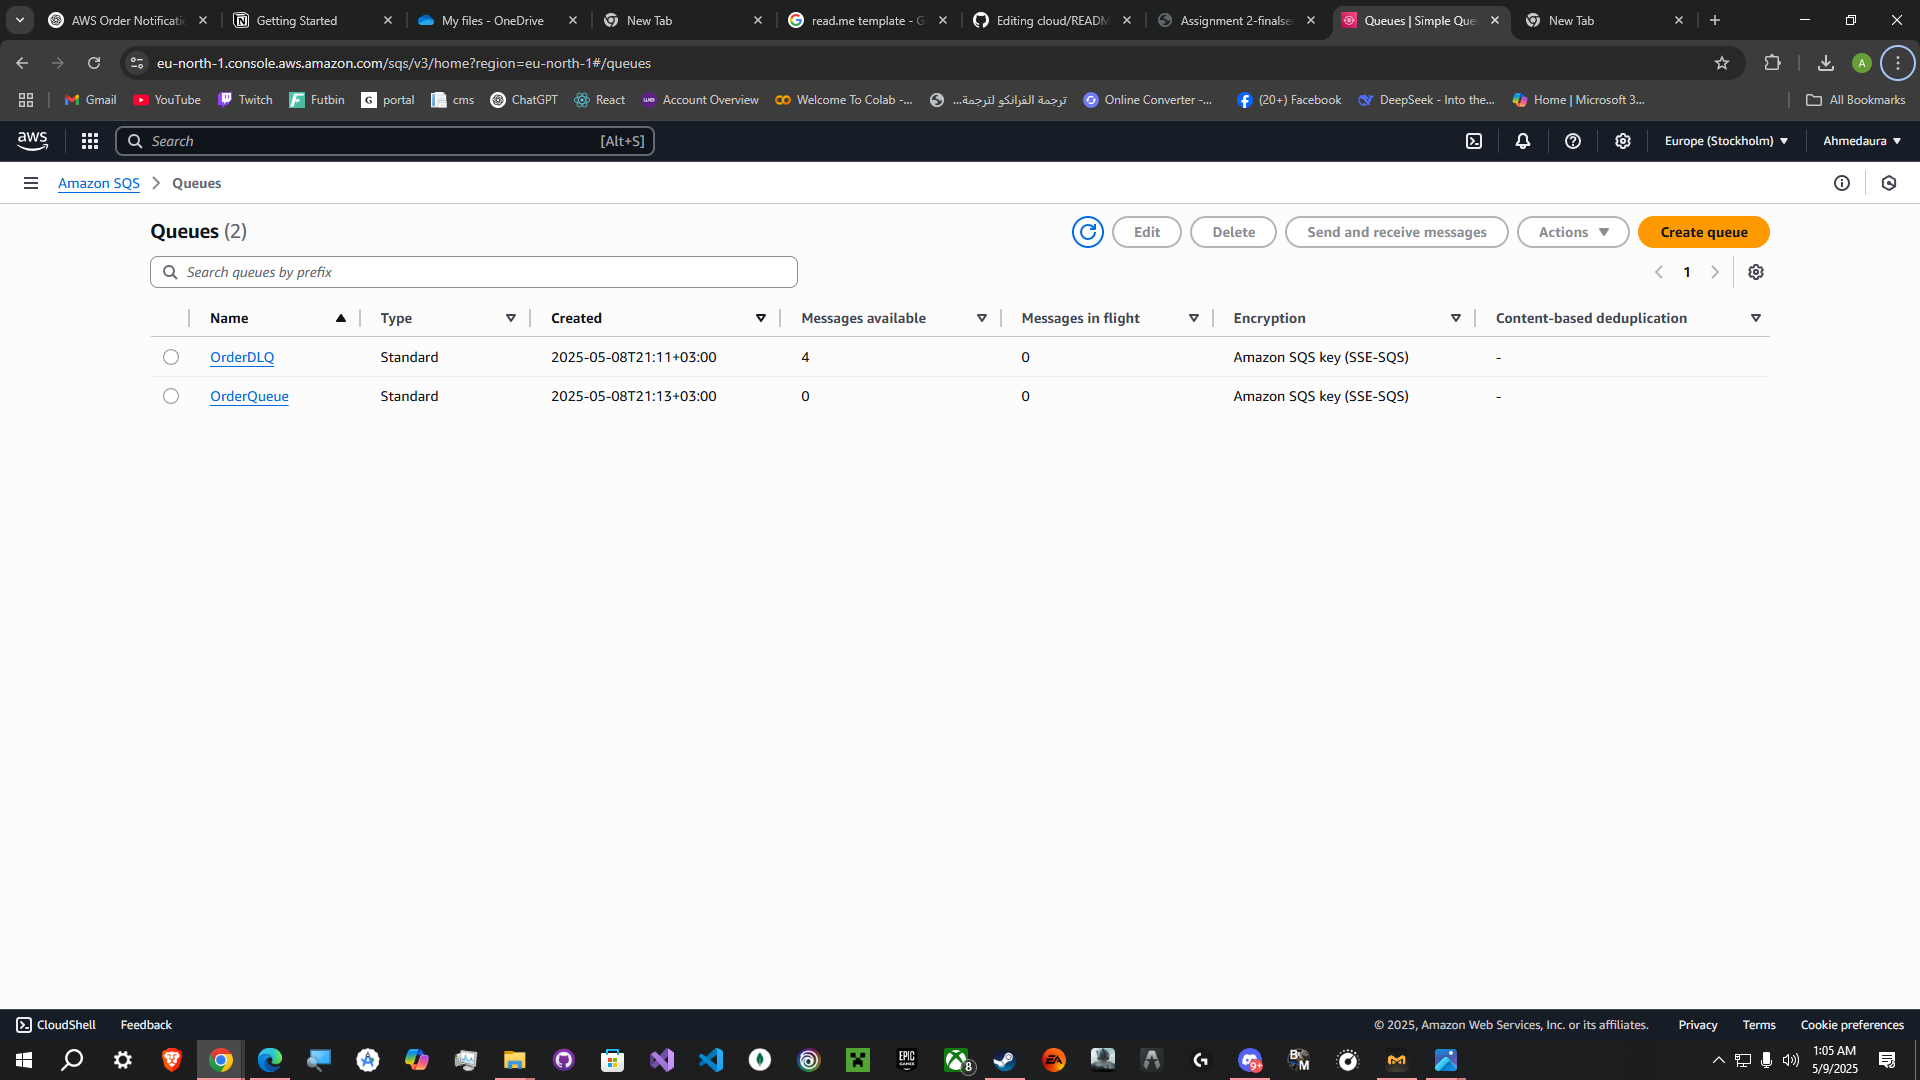 AWS Order Notificati
Getting Started
My files - OneDrive
New Tab
read.me template - G
Editing cloud/READM
Assignment 2-finalse
Queues | Simple Que
New Tab
eu-north-1.console.aws.amazon.com/sqs/v3/home?region=eu-north-1#/queues
A
Gmail
YouTube
Twitch
Futbin
portal
cms
ChatGPT
React
Account Overview
Welcome To Colab -...
ترجمة الفرانكو لترجمة...
Online Converter -...
(20+) Facebook
DeepSeek - Into the...
Home | Microsoft 3...
All Bookmarks
aws
Search
[Alt+S]
Europe (Stockholm)
Ahmedaura
Amazon SQS
Queues
Queues (2)
Edit
Delete
Send and receive messages
Actions
Create queue
Search queues by prefix
1
Name
Type
Created
Messages available
Messages in flight
Encryption
Content-based deduplication
OrderDLQ
Standard
2025-05-08T21:11+03:00
4
0
Amazon SQS key (SSE-SQS)
-
OrderQueue
Standard
2025-05-08T21:13+03:00
0
0
Amazon SQS key (SSE-SQS)
-
CloudShell
Feedback
© 2025, Amazon Web Services, Inc. or its affiliates.
Privacy
Terms
Cookie preferences
EPIC
GAMES
8
EA
9+
1:05 AM
5/9/2025